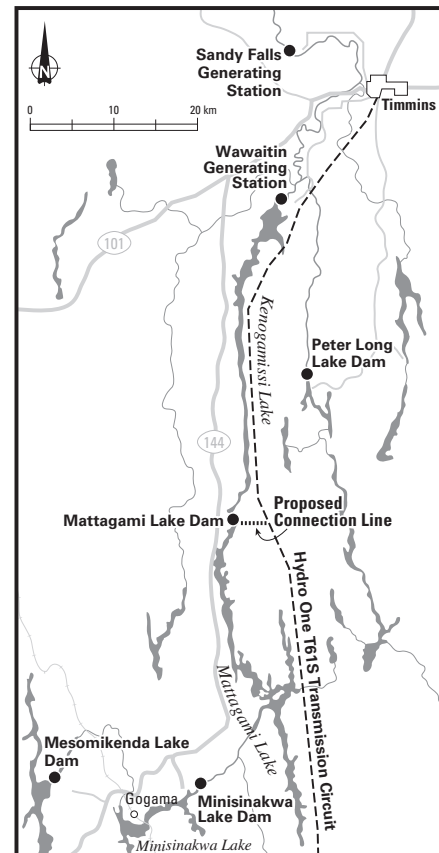 Sandy Falls
Generating
Station
Timmins
0
10
20 km
Wawaitin
Generating
Station
101
Kenogamissi Lake
Peter Long
Lake Dam
144
Proposed
Connection Line
Mattagami Lake Dam
Hydro One T61S Transmission Circuit
Mattagami Lake
Mesomikenda Lake
Dam
Gogama
Minisinakwa
Lake Dam
Minisinakwa Lake